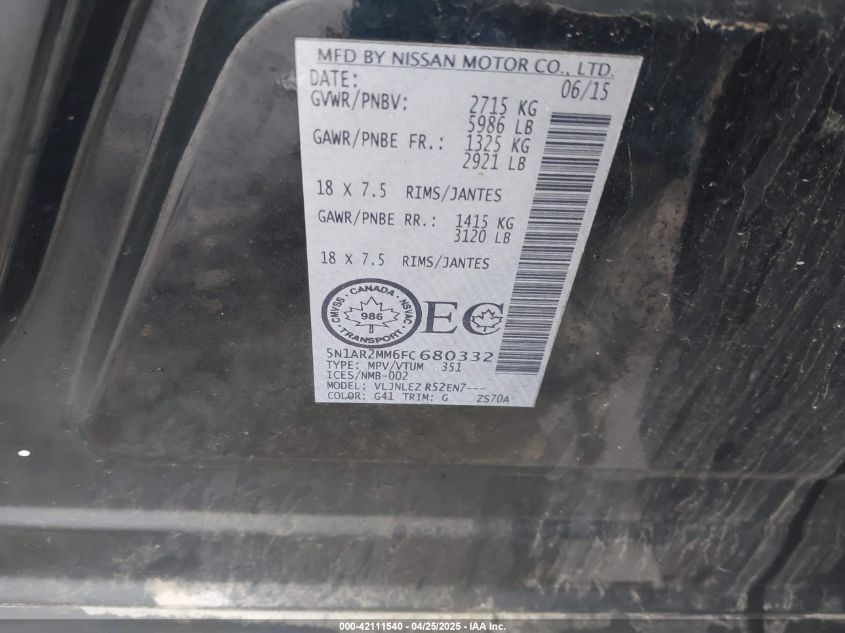 MFD BY NISSAN MOTOR CO., LTD.
DATE: 06/15
GVWR/PNBV: 2715 KG
5986 LB
GAWR/PNBE FR.: 1325 KG
2921 LB
18 X 7.5 RIMS/JANTES
GAWR/PNBE RR.: 1415 KG
3120 LB
18 X 7.5 RIMS/JANTES
CMVSS · CANADA · NSVAC
986
TRANSPORT
EC
5N1AR2MM6FC680332
TYPE: MPV/VTUM 351
ICES/NMB-002
MODEL: VLJNLEZ R52EN7---
COLOR: G41 TRIM: G ZS70A
000-42111540 - 04/25/2025 - IAA Inc.